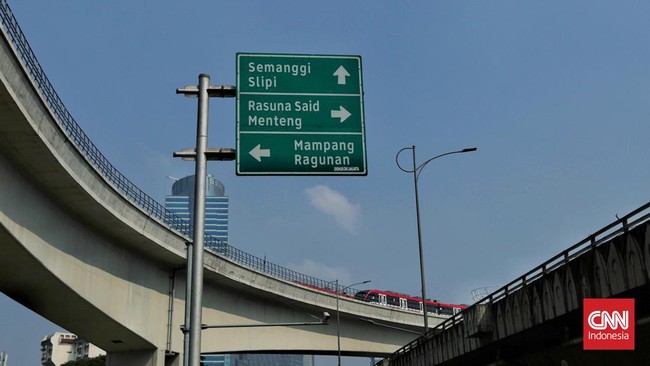 Semanggi
Slipi
Rasuna Said
Menteng
Mampang
Ragunan
CNN
Indonesia